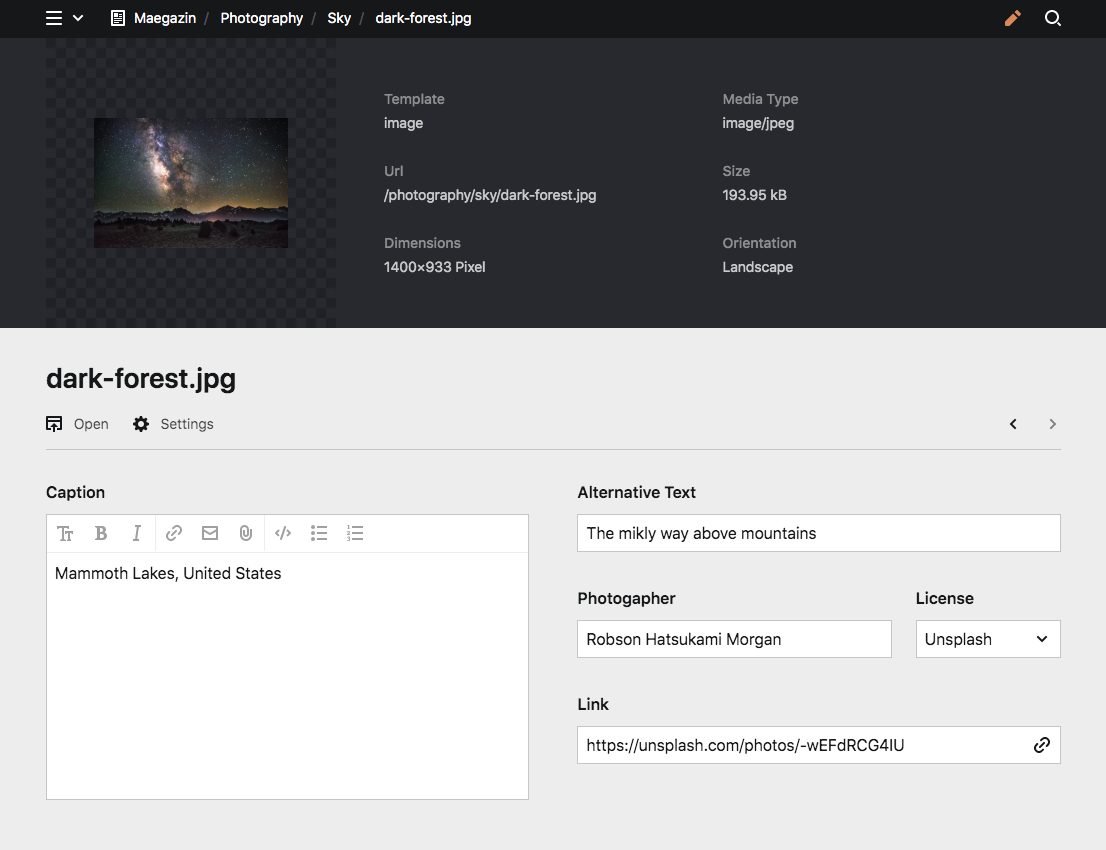 Maegazin / Photography / Sky / dark-forest.jpg
Template
image
Media Type
image/jpeg
Url
/photography/sky/dark-forest.jpg
Size
193.95 kB
Dimensions
1400×933 Pixel
Orientation
Landscape
dark-forest.jpg
Open Settings
Caption
Mammoth Lakes, United States
Alternative Text
The mikly way above mountains
Photogapher
Robson Hatsukami Morgan
License
Unsplash
Link
https://unsplash.com/photos/-wEFdRCG4IU